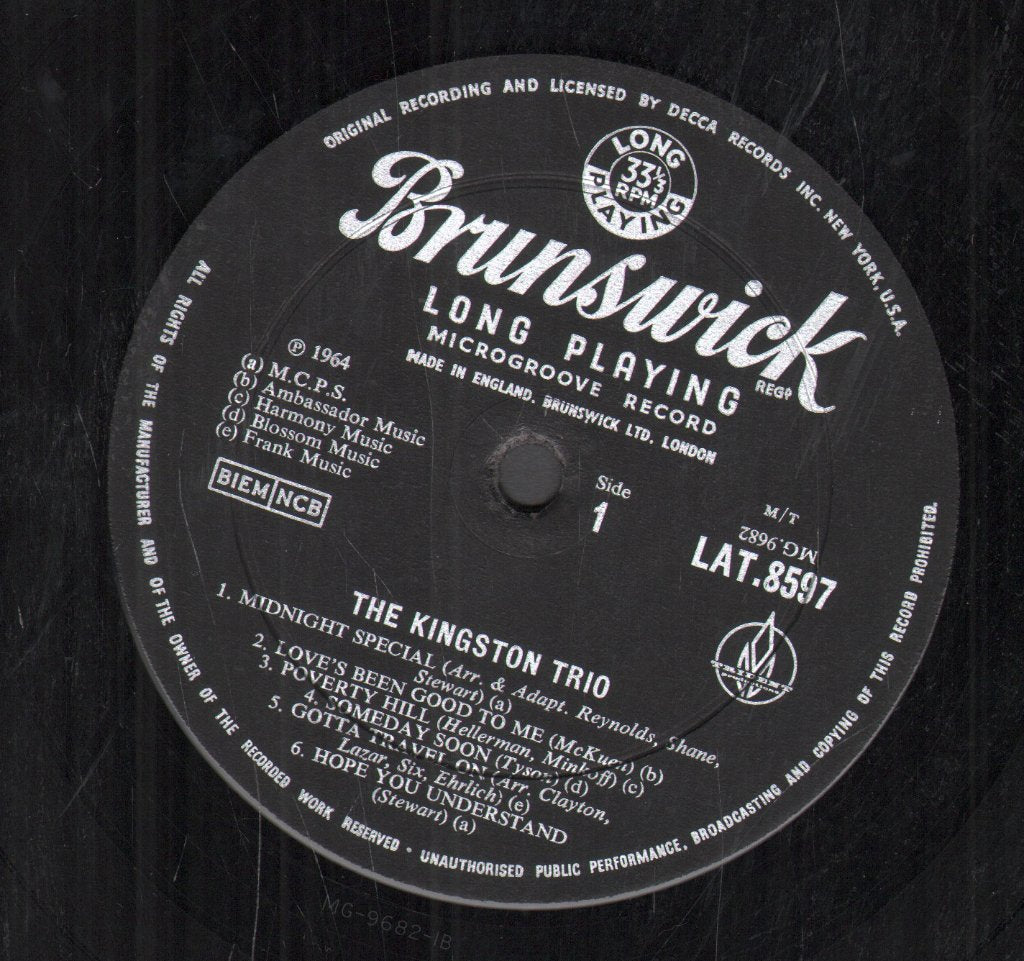 ORIGINAL RECORDING AND LICENSED BY DECCA RECORDS INC. NEW YORK, U.S.A.
LONG
33⅓
RPM
PLAYING
Brunswick
REGD
LONG PLAYING
MICROGROOVE RECORD
MADE IN ENGLAND, BRUNSWICK LTD. LONDON
℗ 1964
(a) M.C.P.S.
(b) Ambassador Music
(c) Harmony Music
(d) Blossom Music
(e) Frank Music
BIEM NCB
Side
1
M/T
MG.9682
LAT.8597
TRIDENT
THE KINGSTON TRIO
1. MIDNIGHT SPECIAL (Arr. & Adapt. Reynolds, Shane,
Stewart) (a)
2. LOVE'S BEEN GOOD TO ME (McKuen) (b)
3. POVERTY HILL (Hellerman, Minkoff) (c)
4. SOMEDAY SOON (Tyson) (d)
5. GOTTA TRAVEL ON (Arr. Clayton,
Lazar, Six, Ehrlich) (e)
6. HOPE YOU UNDERSTAND
(Stewart) (a)
ALL RIGHTS OF THE MANUFACTURER AND OF THE OWNER OF THE RECORDED WORK RESERVED • UNAUTHORISED PUBLIC PERFORMANCE, BROADCASTING AND COPYING OF THIS RECORD PROHIBITED.
MG-9682-1B